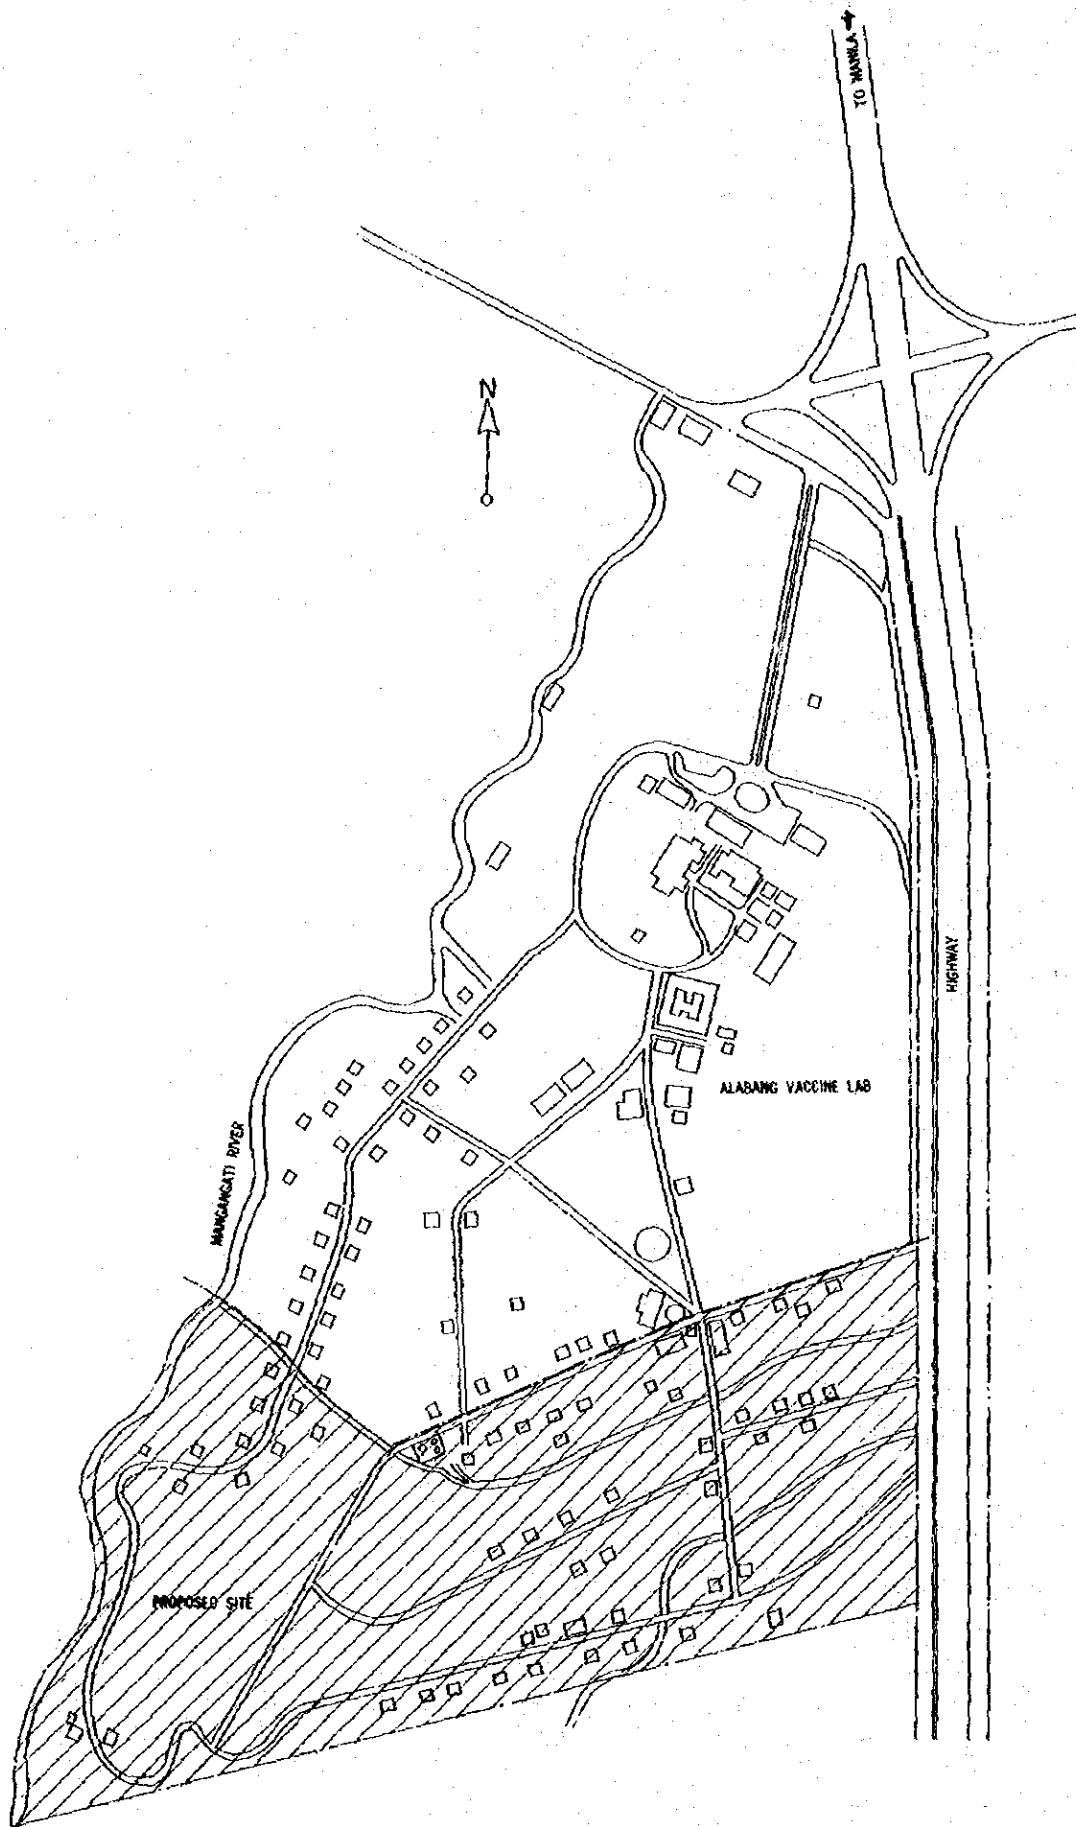 TO MANILA
N
HIGHWAY
ALABANG VACCINE LAB
MANGANGATI RIVER
PROPOSED SITE